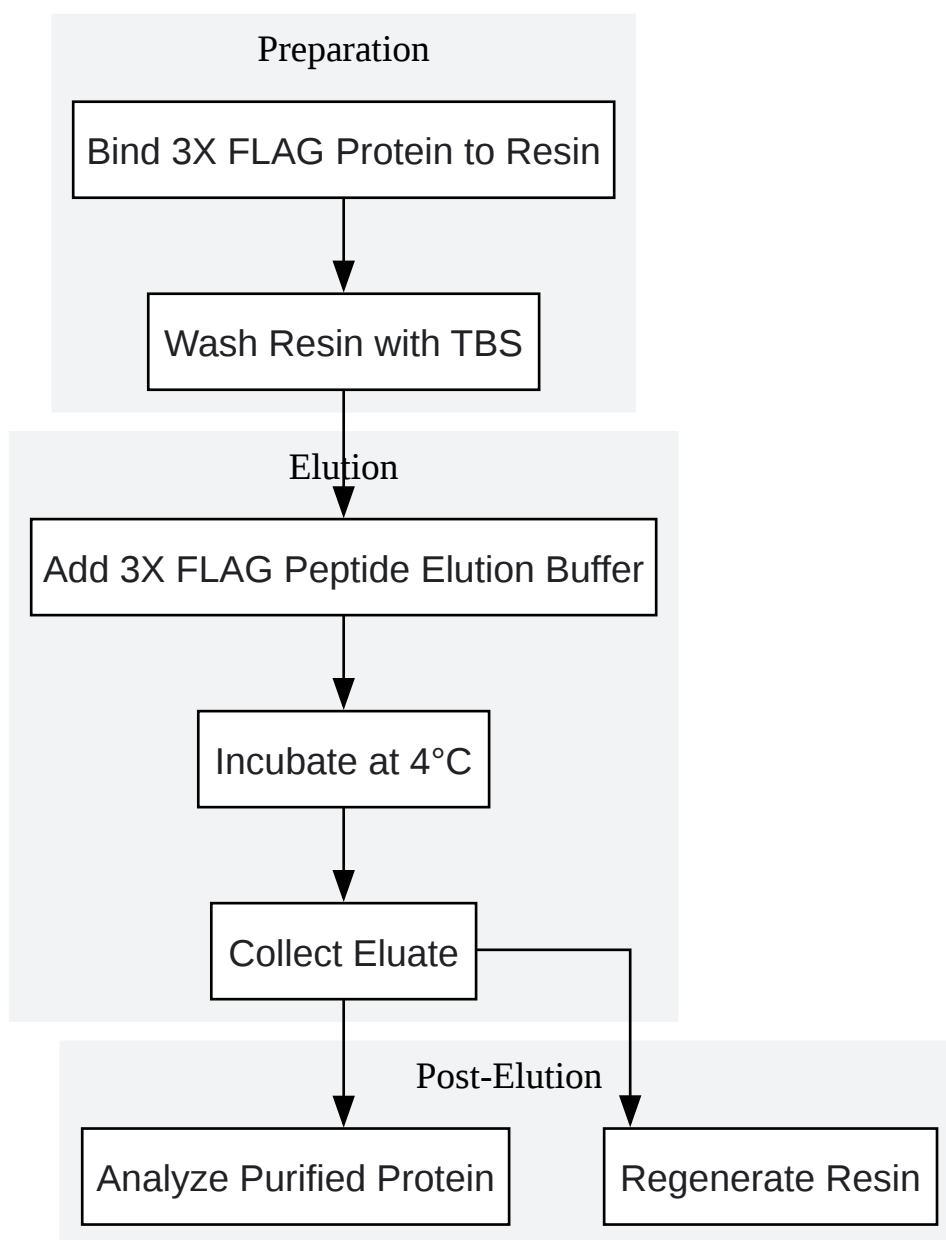 Preparation
Bind 3X FLAG Protein to Resin
Wash Resin with TBS
Elution
Add 3X FLAG Peptide Elution Buffer
Incubate at 4°C
Collect Eluate
Post-Elution
Analyze Purified Protein
Regenerate Resin